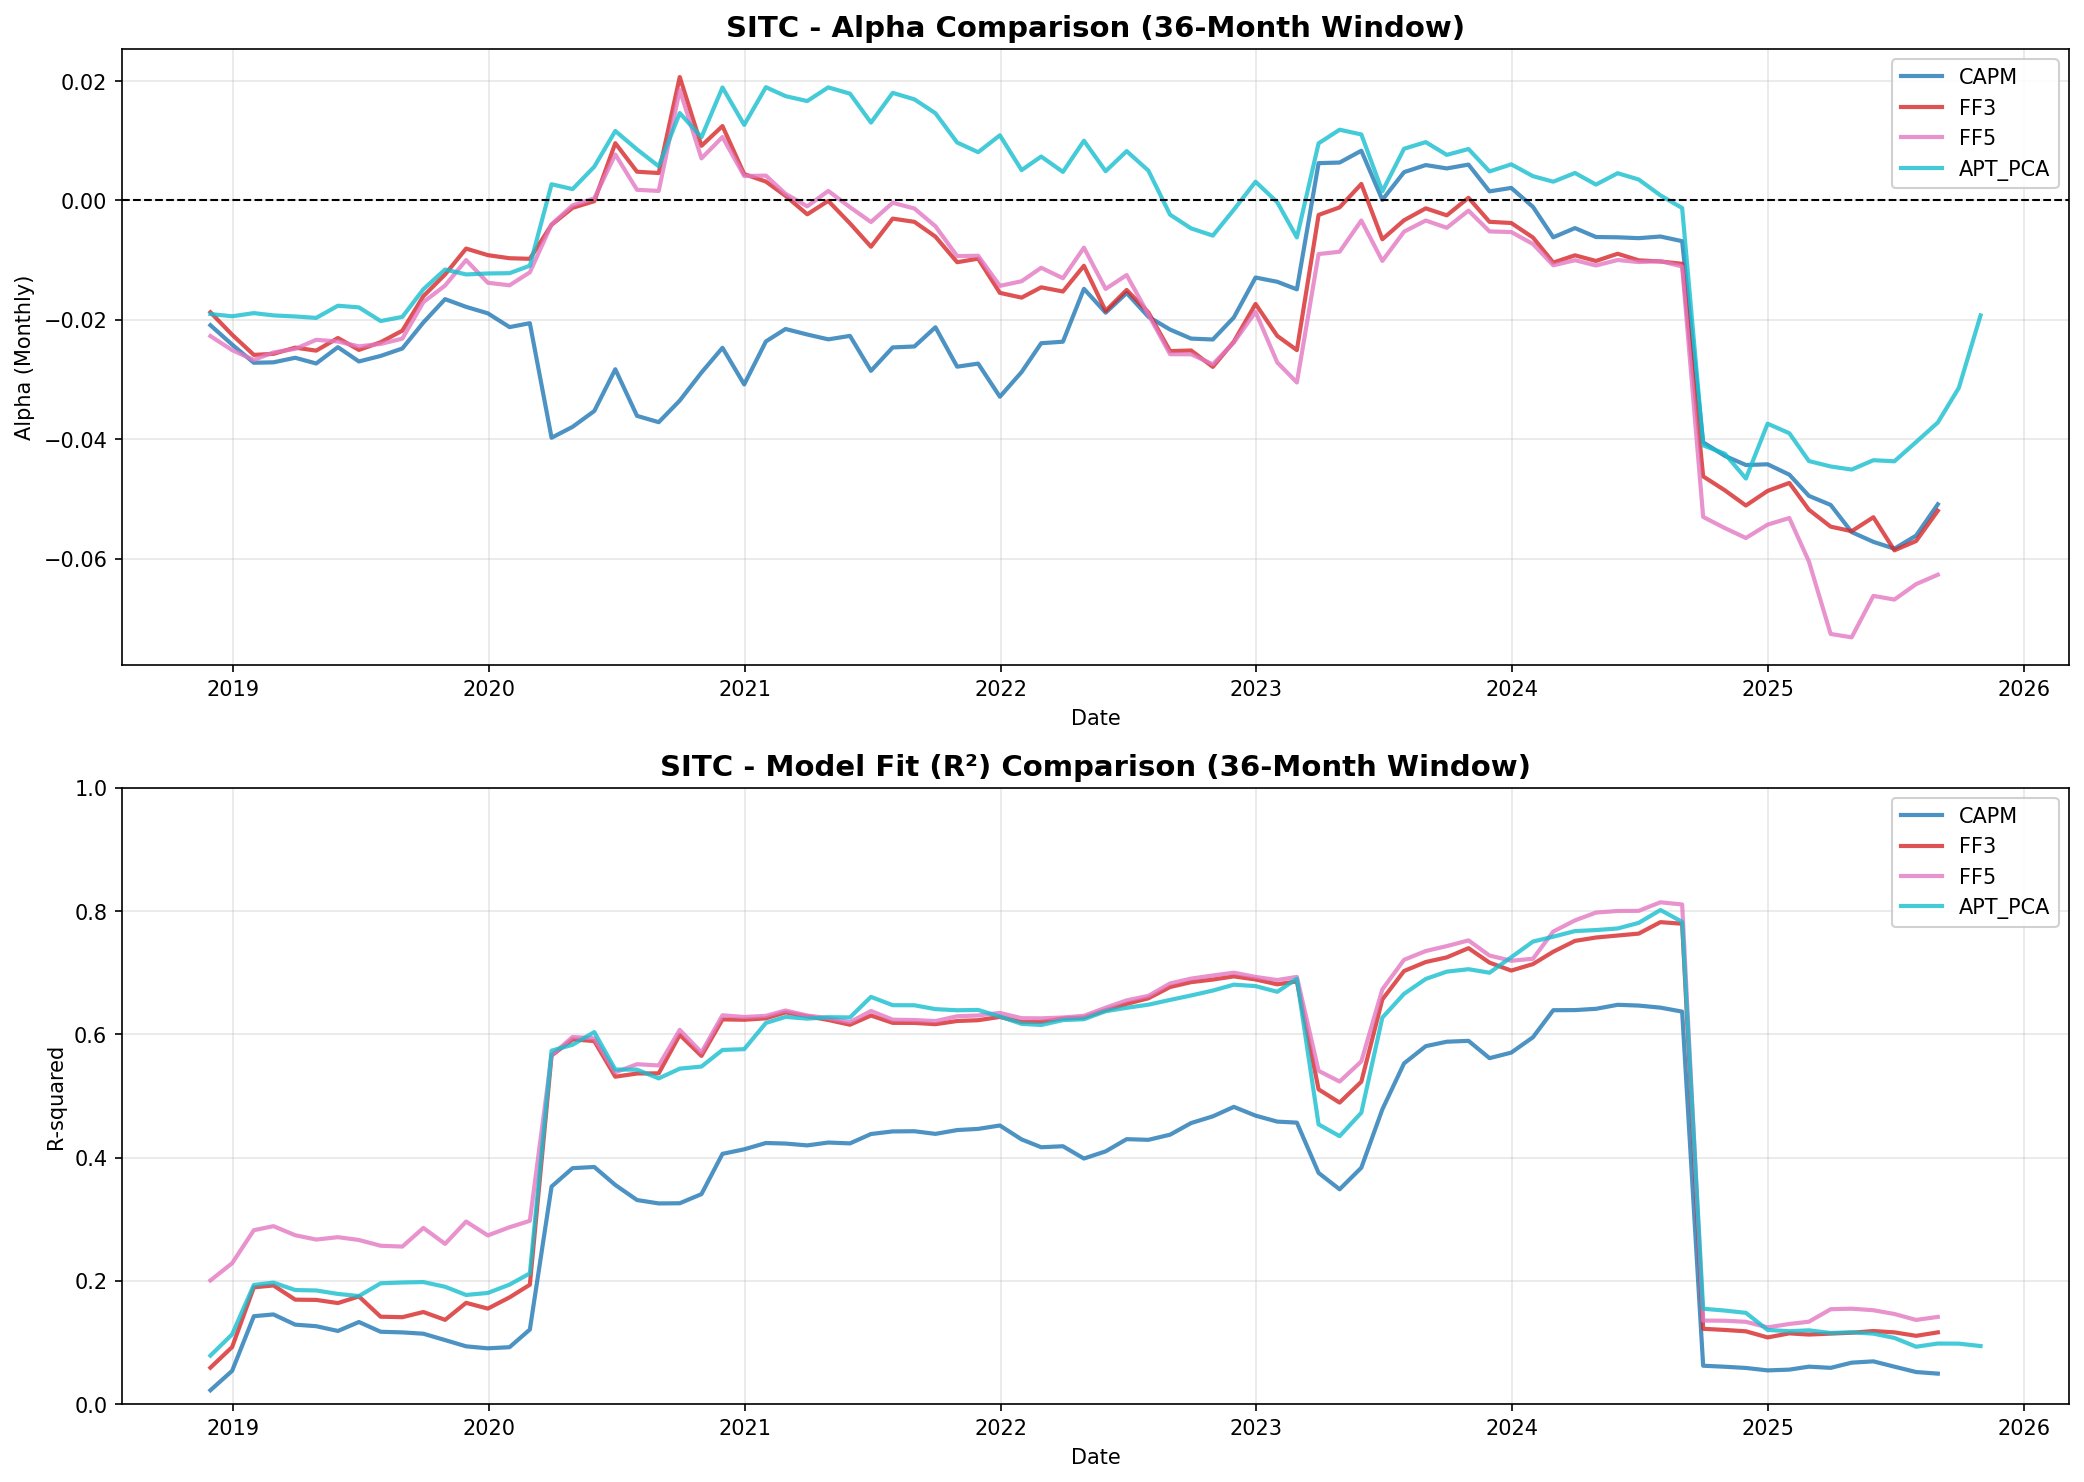 SITC - Alpha Comparison (36-Month Window)
Alpha (Monthly)
0.02
0.00
−0.02
−0.04
−0.06
CAPM
FF3
FF5
APT_PCA
2019 2020 2021 2022 2023 2024 2025 2026
Date
SITC - Model Fit (R²) Comparison (36-Month Window)
R-squared
1.0
0.8
0.6
0.4
0.2
0.0
CAPM
FF3
FF5
APT_PCA
2019 2020 2021 2022 2023 2024 2025 2026
Date